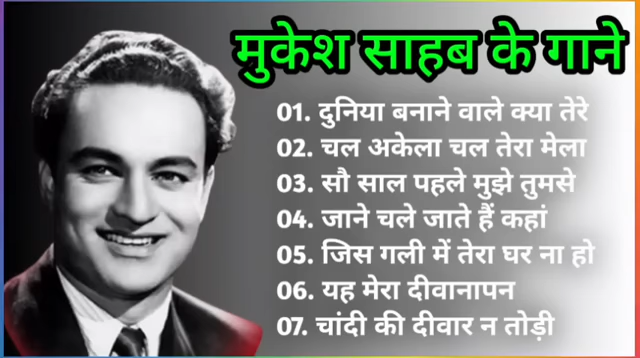 मुकेश साहब के गाने
01. दुनिया बनाने वाले क्या तेरे
02. चल अकेला चल तेरा मेला
03. सौ साल पहले मुझे तुमसे
04. जाने चले जाते हैं कहां
05. जिस गली में तेरा घर ना हो
06. यह मेरा दीवानापन
07. चांदी की दीवार न तोड़ी